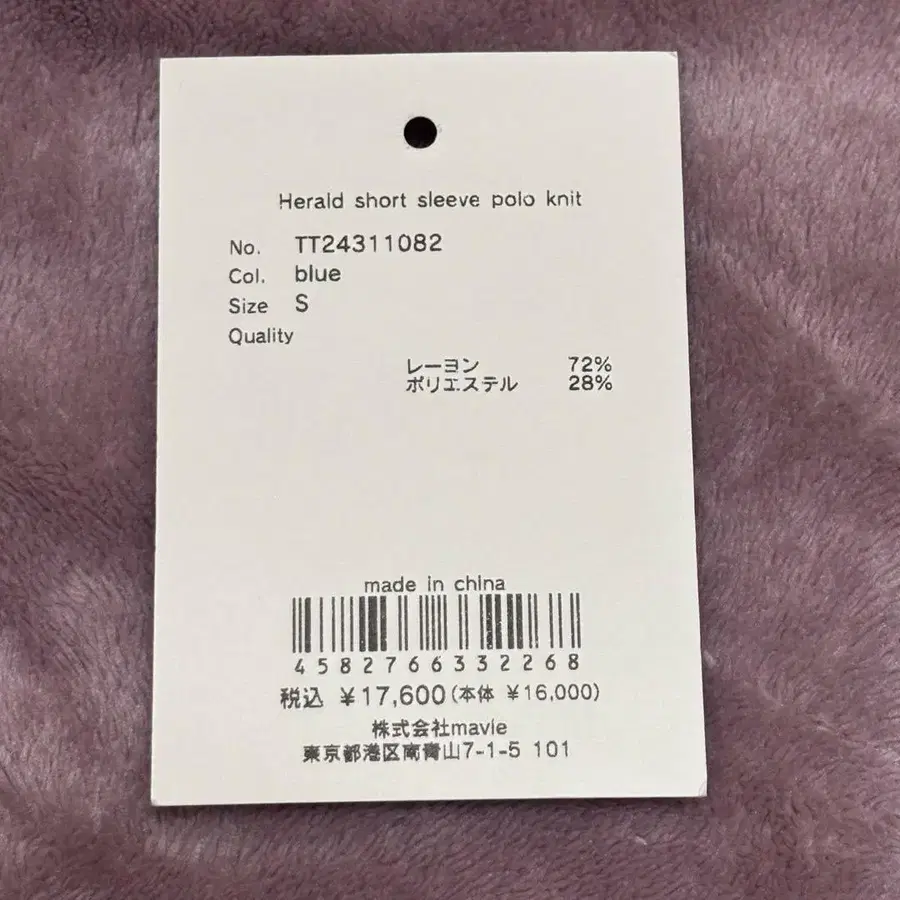 Herald short sleeve polo knit
No. TT24311082
Col. blue
Size S
Quality
レーヨン 72%
ポリエステル 28%
made in china
4582766332268
税込 ¥17,600(本体 ¥16,000)
株式会社mavie
東京都港区南青山7-1-5 101